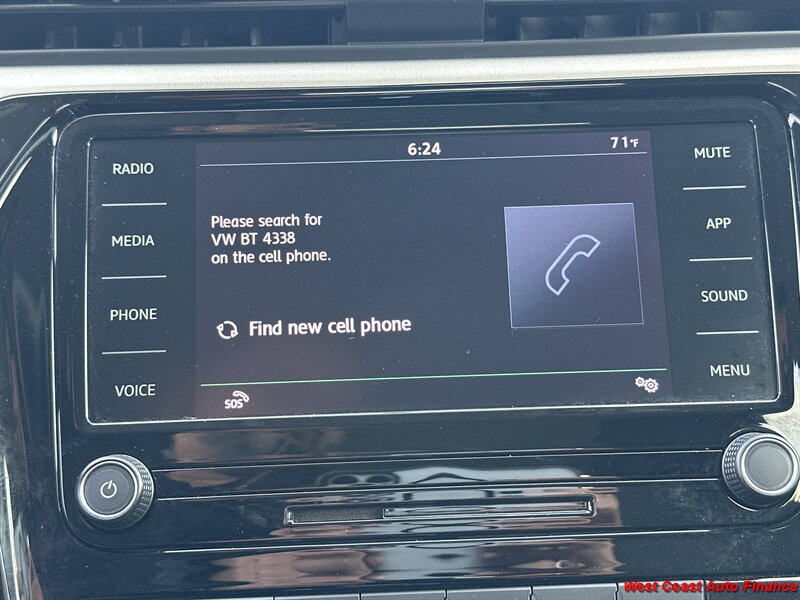 6:24
71°F
RADIO
MEDIA
PHONE
VOICE
Please search for
VW BT 4338
on the cell phone.
Find new cell phone
SOS
MUTE
APP
SOUND
MENU
West Coast Auto Finance